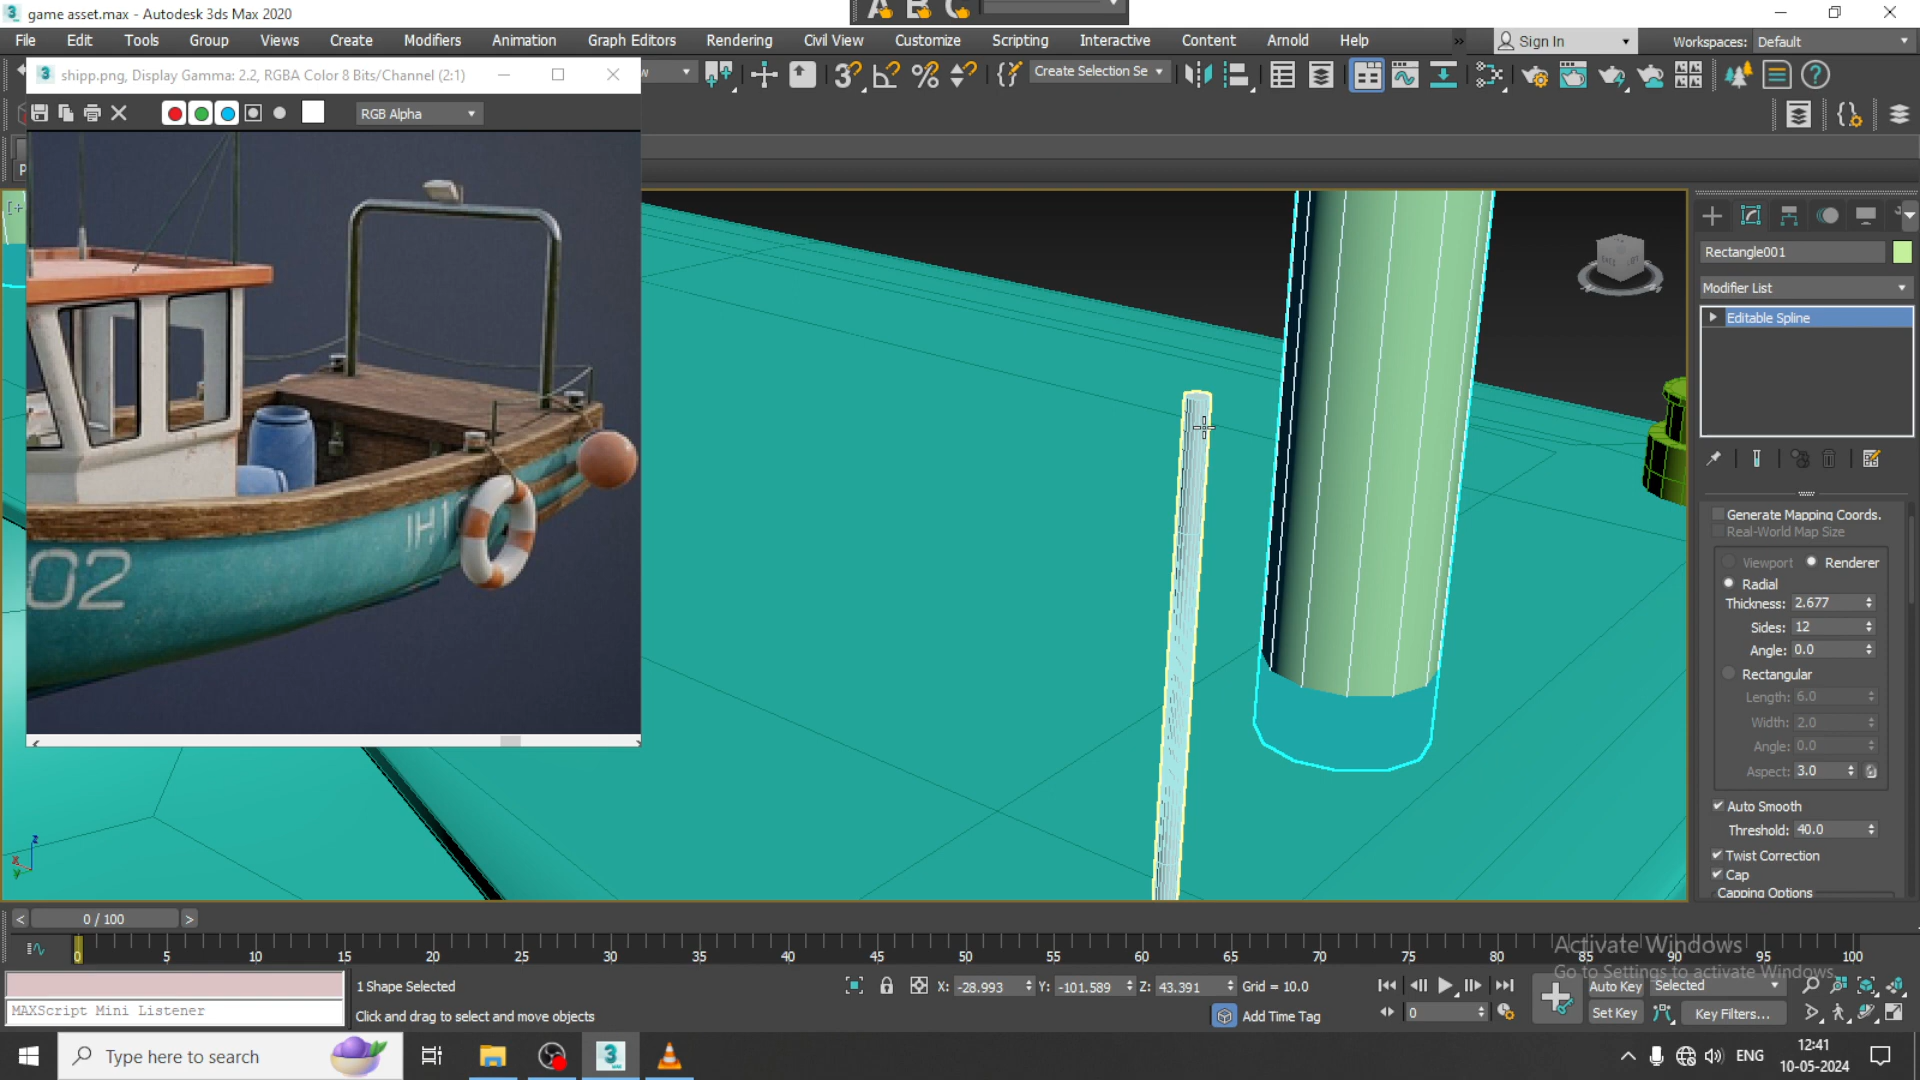 game asset.max - Autodesk 3ds Max 2020
File Edit Tools Group Views Create Modifiers Animation Graph Editors Rendering Civil View Customize Scripting Interactive Content Arnold Help
Sign In
Workspaces: Default
shipp.png, Display Gamma: 2.2, RGBA Color 8 Bits/Channel (2:1)
Create Selection Se
RGB Alpha
Rectangle001
Modifier List
Editable Spline
Generate Mapping Coords.
Real-World Map Size
Viewport Renderer
Radial
Thickness: 2.677
Sides: 12
Angle: 0.0
Rectangular
Length: 6.0
Width: 2.0
Angle: 0.0
Aspect: 3.0
Auto Smooth
Threshold: 40.0
Twist Correction
Cap
Capping Options
02
IH1
< 0 / 100 >
0 5 10 15 20 25 30 35 40 45 50 55 60 65 70 75 80 85 90 95 100
Activate Windows
Go to Settings to activate Windows.
1 Shape Selected
X: -28.993 Y: -101.589 Z: 43.391 Grid = 10.0
Auto Key Selected
MAXScript Mini Listener
Click and drag to select and move objects
Add Time Tag
0
Set Key Key Filters...
Type here to search
ENG
12:41
10-05-2024